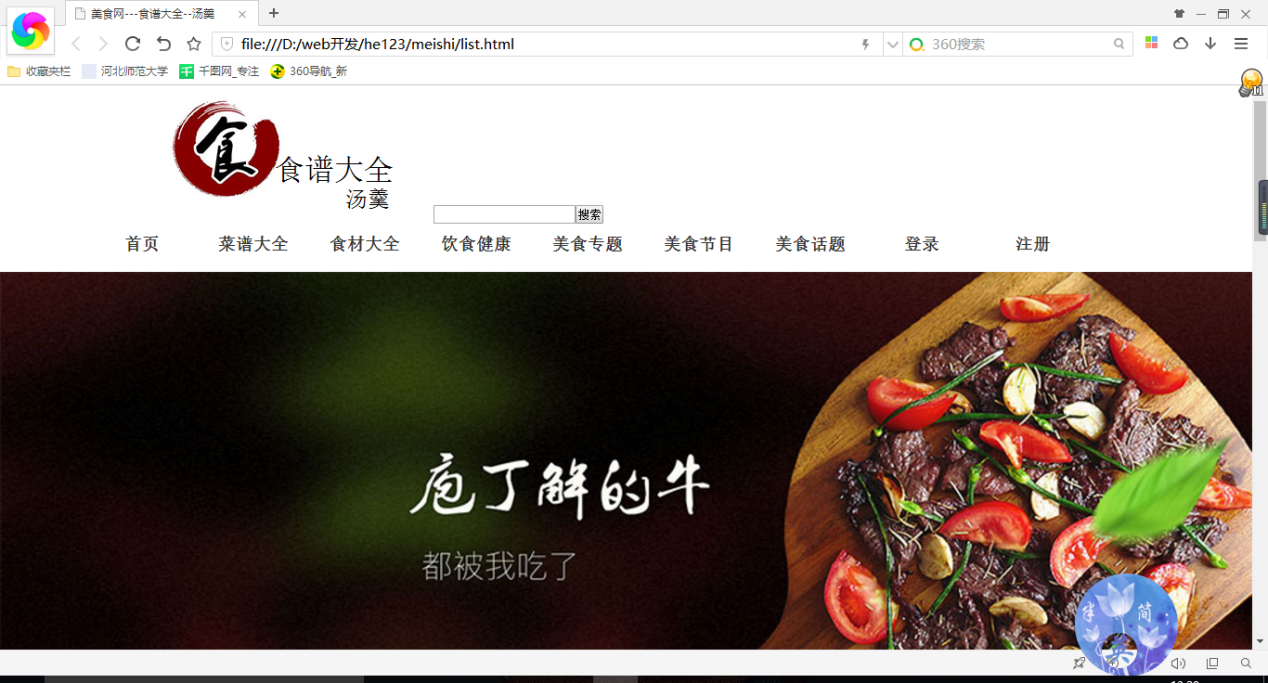 美食网---食谱大全--汤羹
file:///D:/web开发/he123/meishi/list.html
360搜索
收藏夹栏 河北师范大学 千 千图网_专注 360导航_新
食
食谱大全
汤羹
搜索
首页 菜谱大全 食材大全 饮食健康 美食专题 美食节目 美食话题 登录 注册
庖丁解的牛
都被我吃了
简